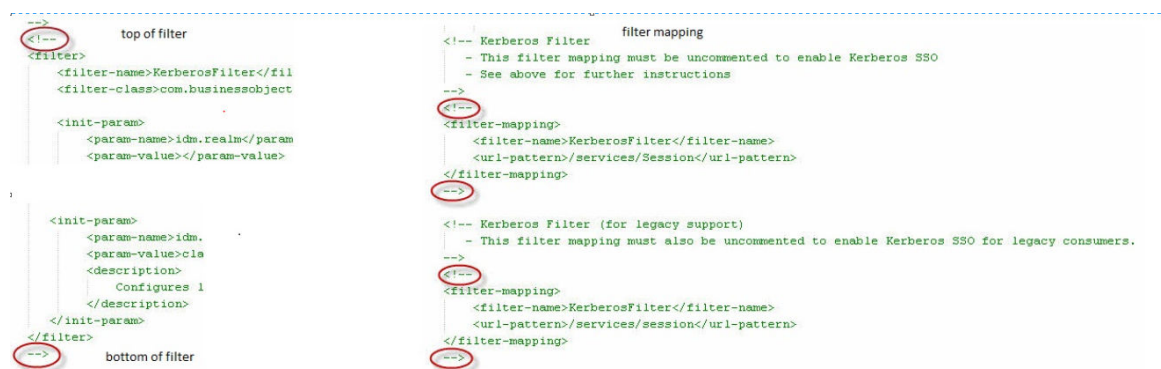 -->
top of filter
<!--
<filter>
<filter-name>KerberosFilter</fil
<filter-class>com.businessobject
<init-param>
<param-name>idm.realm</param
<param-value></param-value>
<init-param>
<param-name>idm.
<param-value>cla
<description>
Configures l
</description>
</init-param>
</filter>
-->
bottom of filter
filter mapping
<!-- Kerberos Filter
- This filter mapping must be uncommented to enable Kerberos SSO
- See above for further instructions
-->
<!--
<filter-mapping>
<filter-name>KerberosFilter</filter-name>
<url-pattern>/services/Session</url-pattern>
</filter-mapping>
-->
<!-- Kerberos Filter (for legacy support)
- This filter mapping must also be uncommented to enable Kerberos SSO for legacy consumers.
-->
<!--
<filter-mapping>
<filter-name>KerberosFilter</filter-name>
<url-pattern>/services/session</url-pattern>
</filter-mapping>
-->